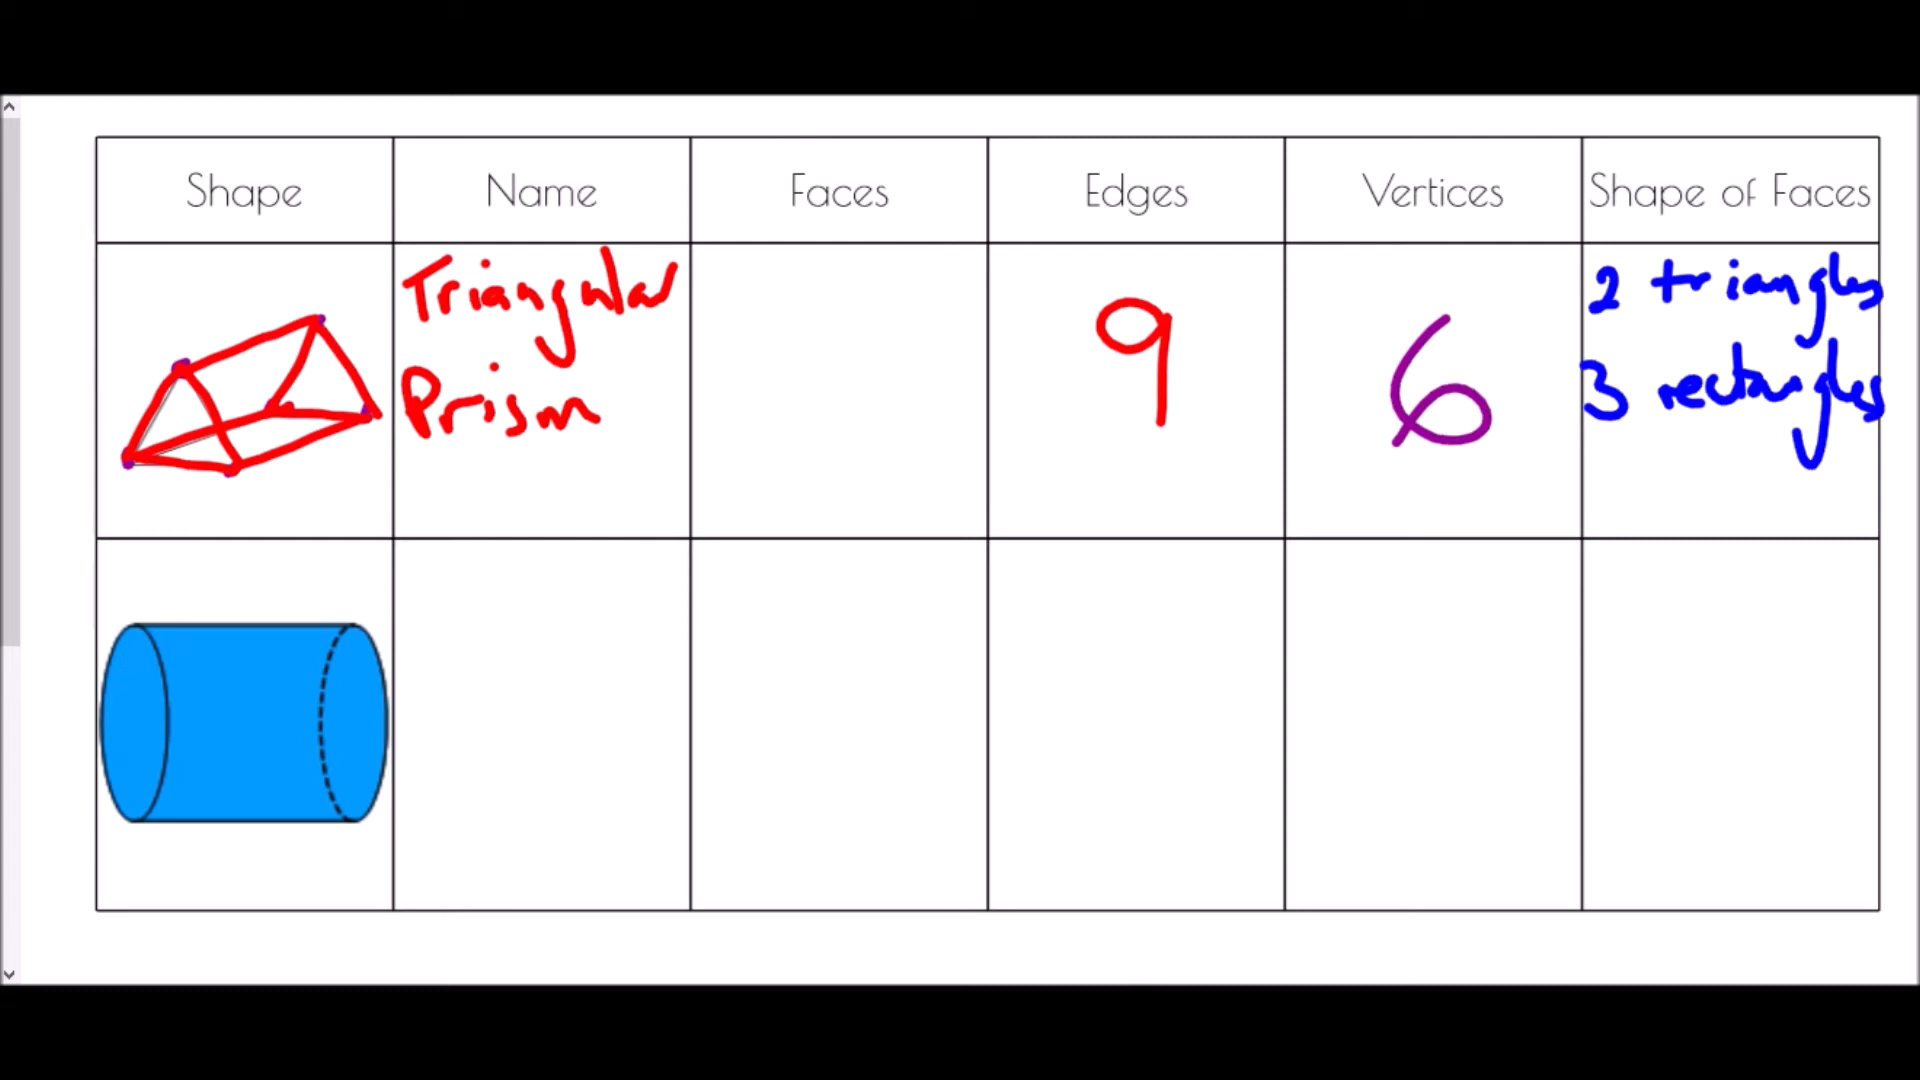 Shape Name Faces Edges Vertices Shape of Faces
Triangular
Prism
9
6
2 triangles
3 rectangles